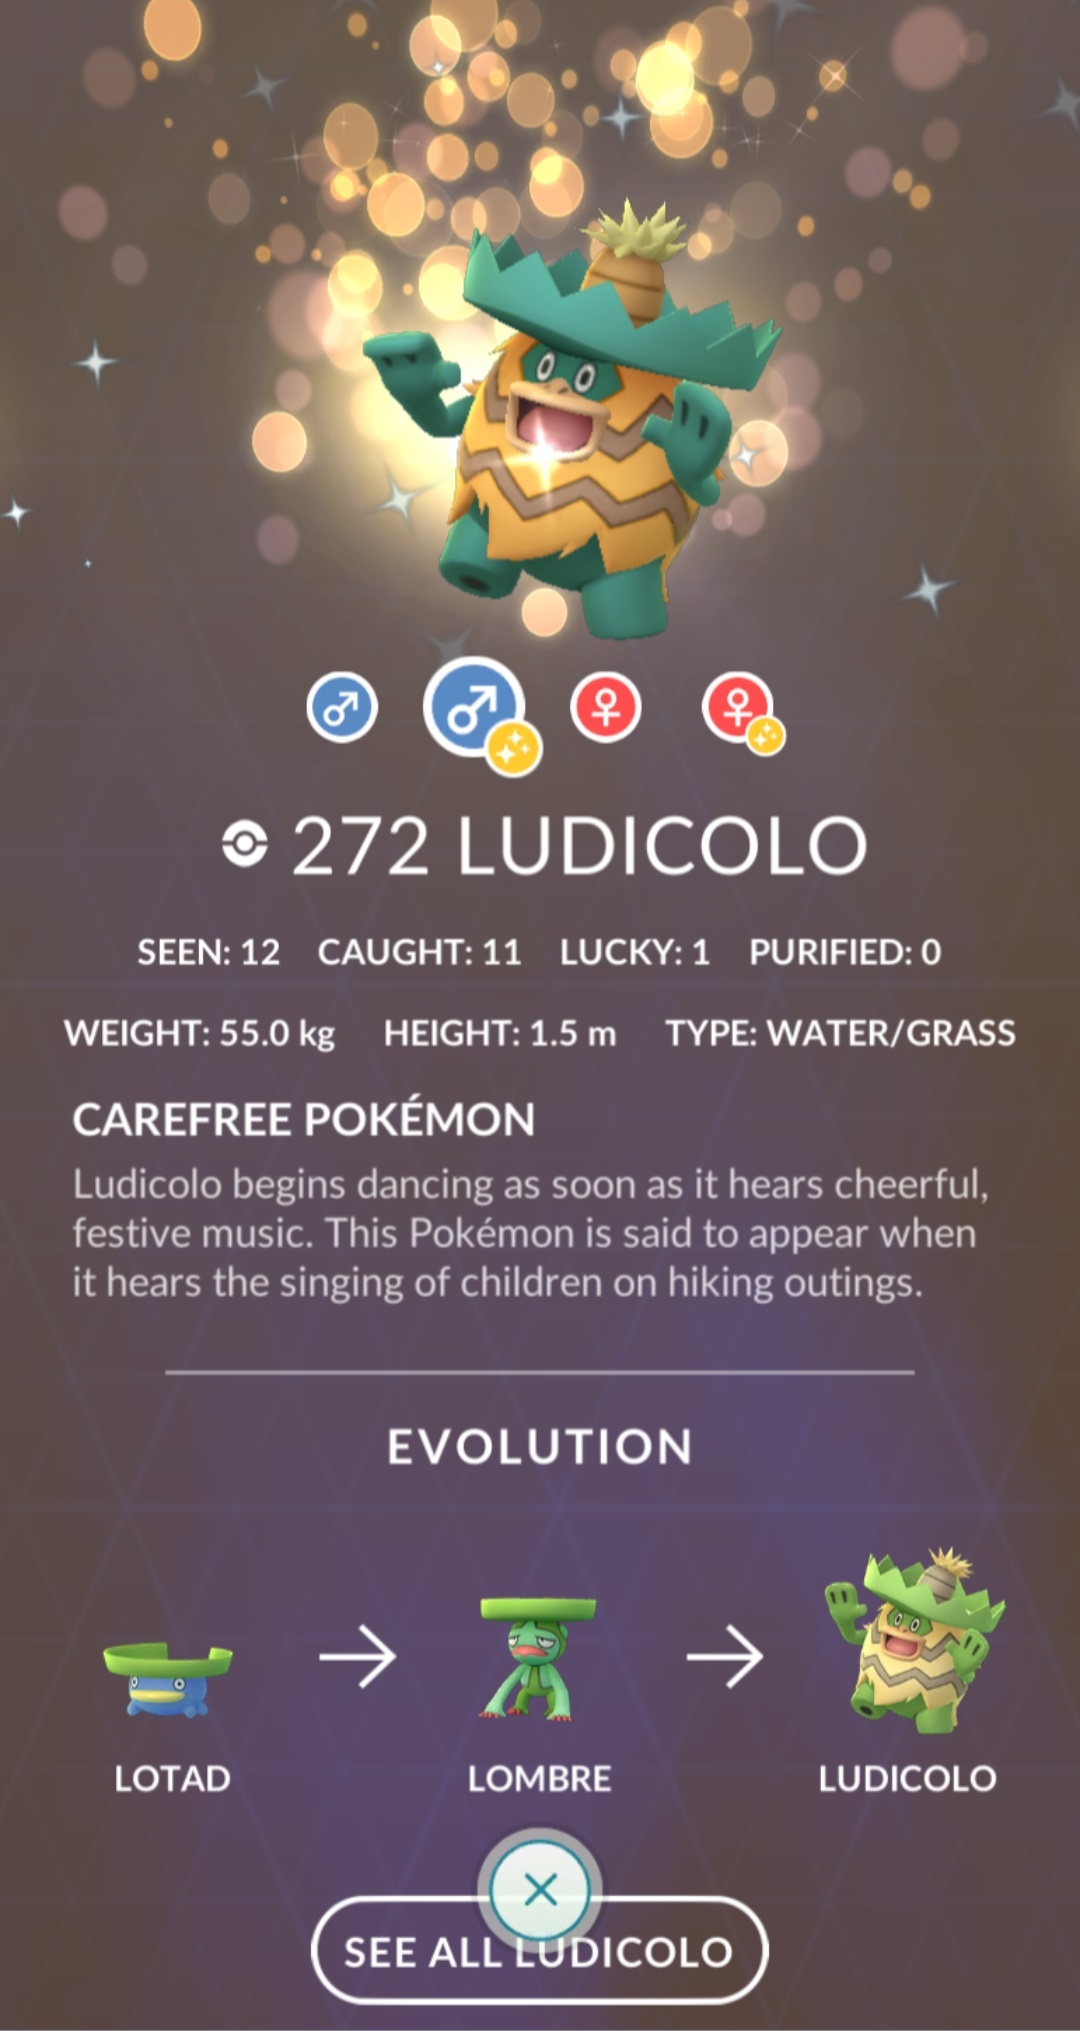 272 LUDICOLO
SEEN: 12 CAUGHT: 11 LUCKY: 1 PURIFIED: 0
WEIGHT: 55.0 kg HEIGHT: 1.5 m TYPE: WATER/GRASS
CAREFREE POKÉMON
Ludicolo begins dancing as soon as it hears cheerful,
festive music. This Pokémon is said to appear when
it hears the singing of children on hiking outings.
EVOLUTION
LOTAD LOMBRE LUDICOLO
SEE ALL LUDICOLO